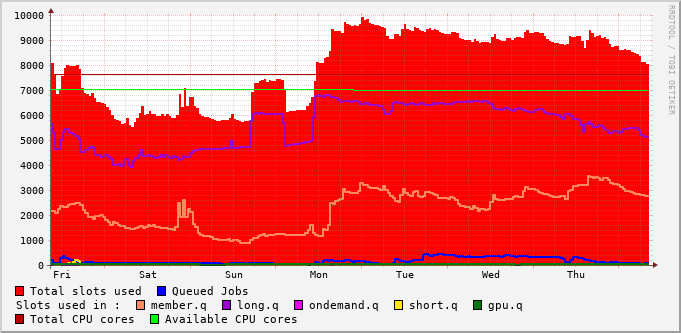 10000
9000
8000
7000
6000
5000
4000
3000
2000
1000
0
Fri Sat Sun Mon Tue Wed Thu
Total slots used Queued Jobs
Slots used in : member.q long.q ondemand.q short.q gpu.q
Total CPU cores Available CPU cores
RRDTOOL / TOBI OETIKER